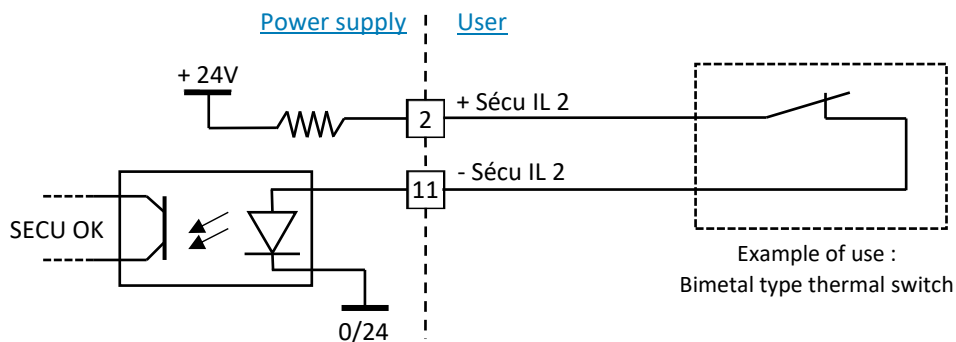 Power supply
User
+ 24V
2
+ Sécu IL 2
11
- Sécu IL 2
SECU OK
0/24
Example of use :
Bimetal type thermal switch